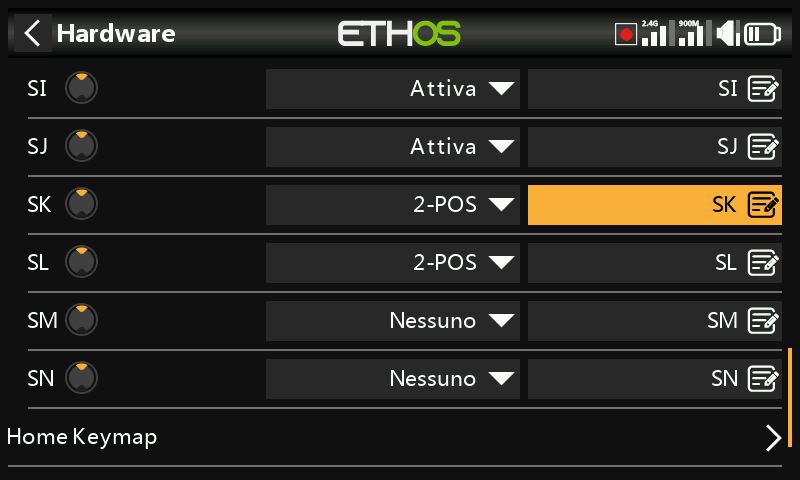 Hardware ETHOS 2.4G 900M
SI Attiva SI
SJ Attiva SJ
SK 2-POS SK
SL 2-POS SL
SM Nessuno SM
SN Nessuno SN
Home Keymap